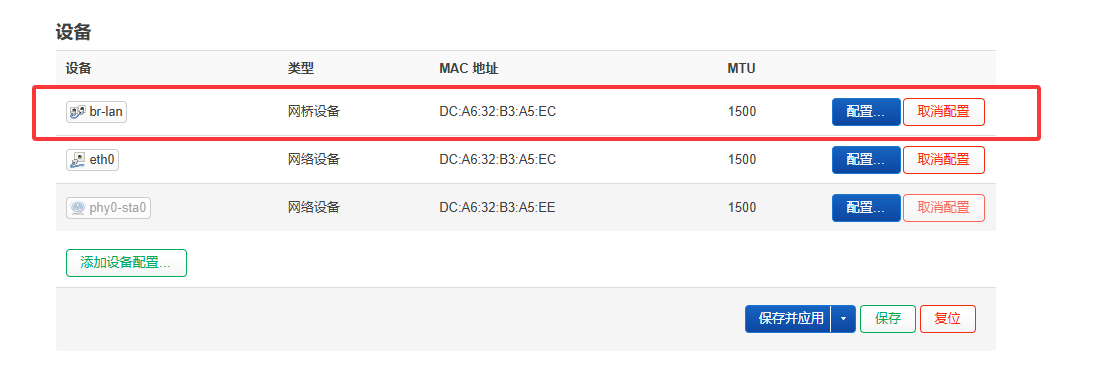 设备
设备 类型 MAC 地址 MTU
br-lan 网桥设备 DC:A6:32:B3:A5:EC 1500 配置... 取消配置
eth0 网络设备 DC:A6:32:B3:A5:EC 1500 配置... 取消配置
phy0-sta0 网络设备 DC:A6:32:B3:A5:EE 1500 配置... 取消配置
添加设备配置...
保存并应用 保存 复位